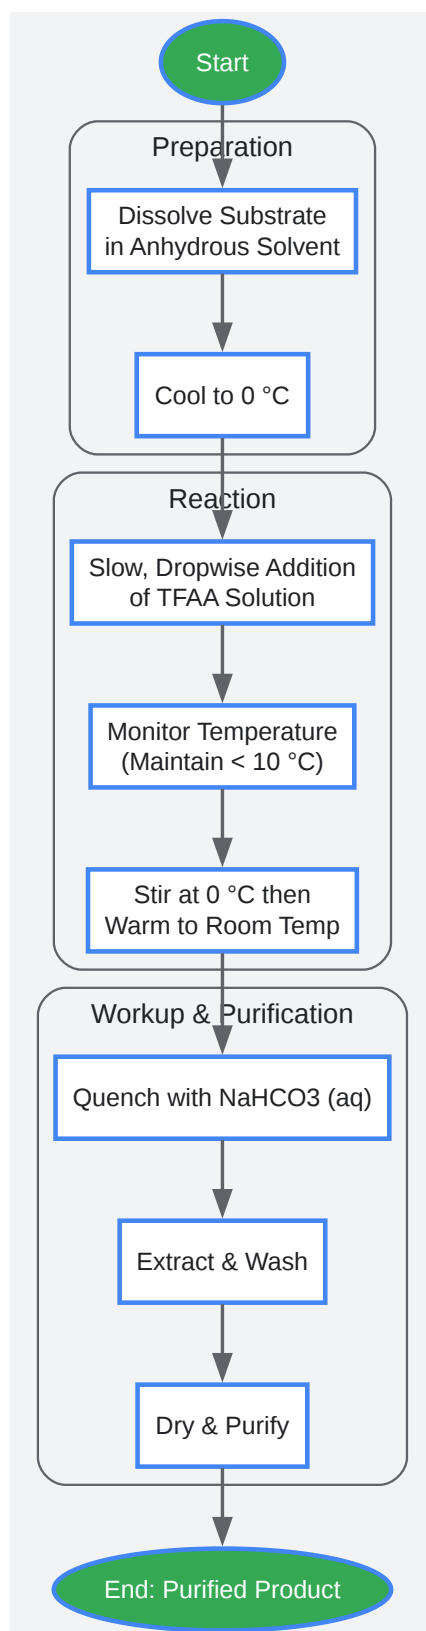 Start
Preparation
Dissolve Substrate
in Anhydrous Solvent
Cool to 0 °C
Reaction
Slow, Dropwise Addition
of TFAA Solution
Monitor Temperature
(Maintain < 10 °C)
Stir at 0 °C then
Warm to Room Temp
Workup & Purification
Quench with NaHCO3 (aq)
Extract & Wash
Dry & Purify
End: Purified Product